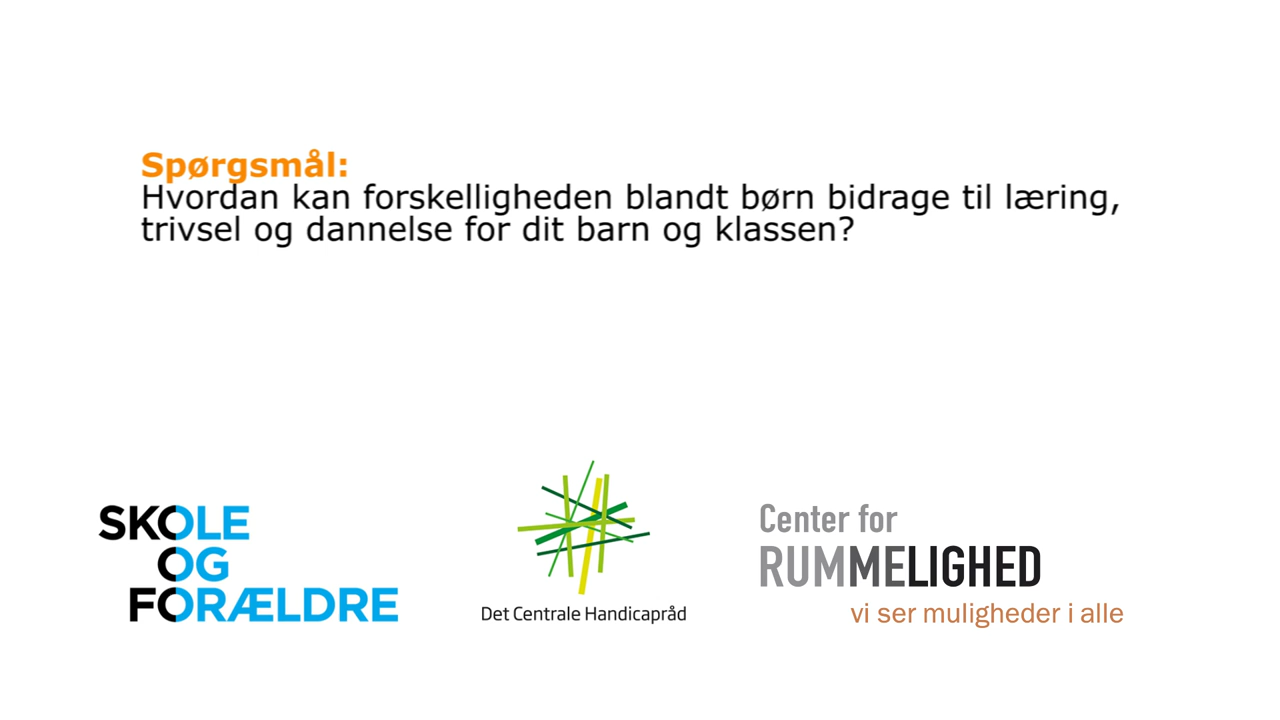 Spørgsmål:
Hvordan kan forskelligheden blandt børn bidrage til læring,
trivsel og dannelse for dit barn og klassen?
SKOLE
OG
FORÆLDRE
Det Centrale Handicapråd
Center for
RUMMELIGHED
vi ser muligheder i alle